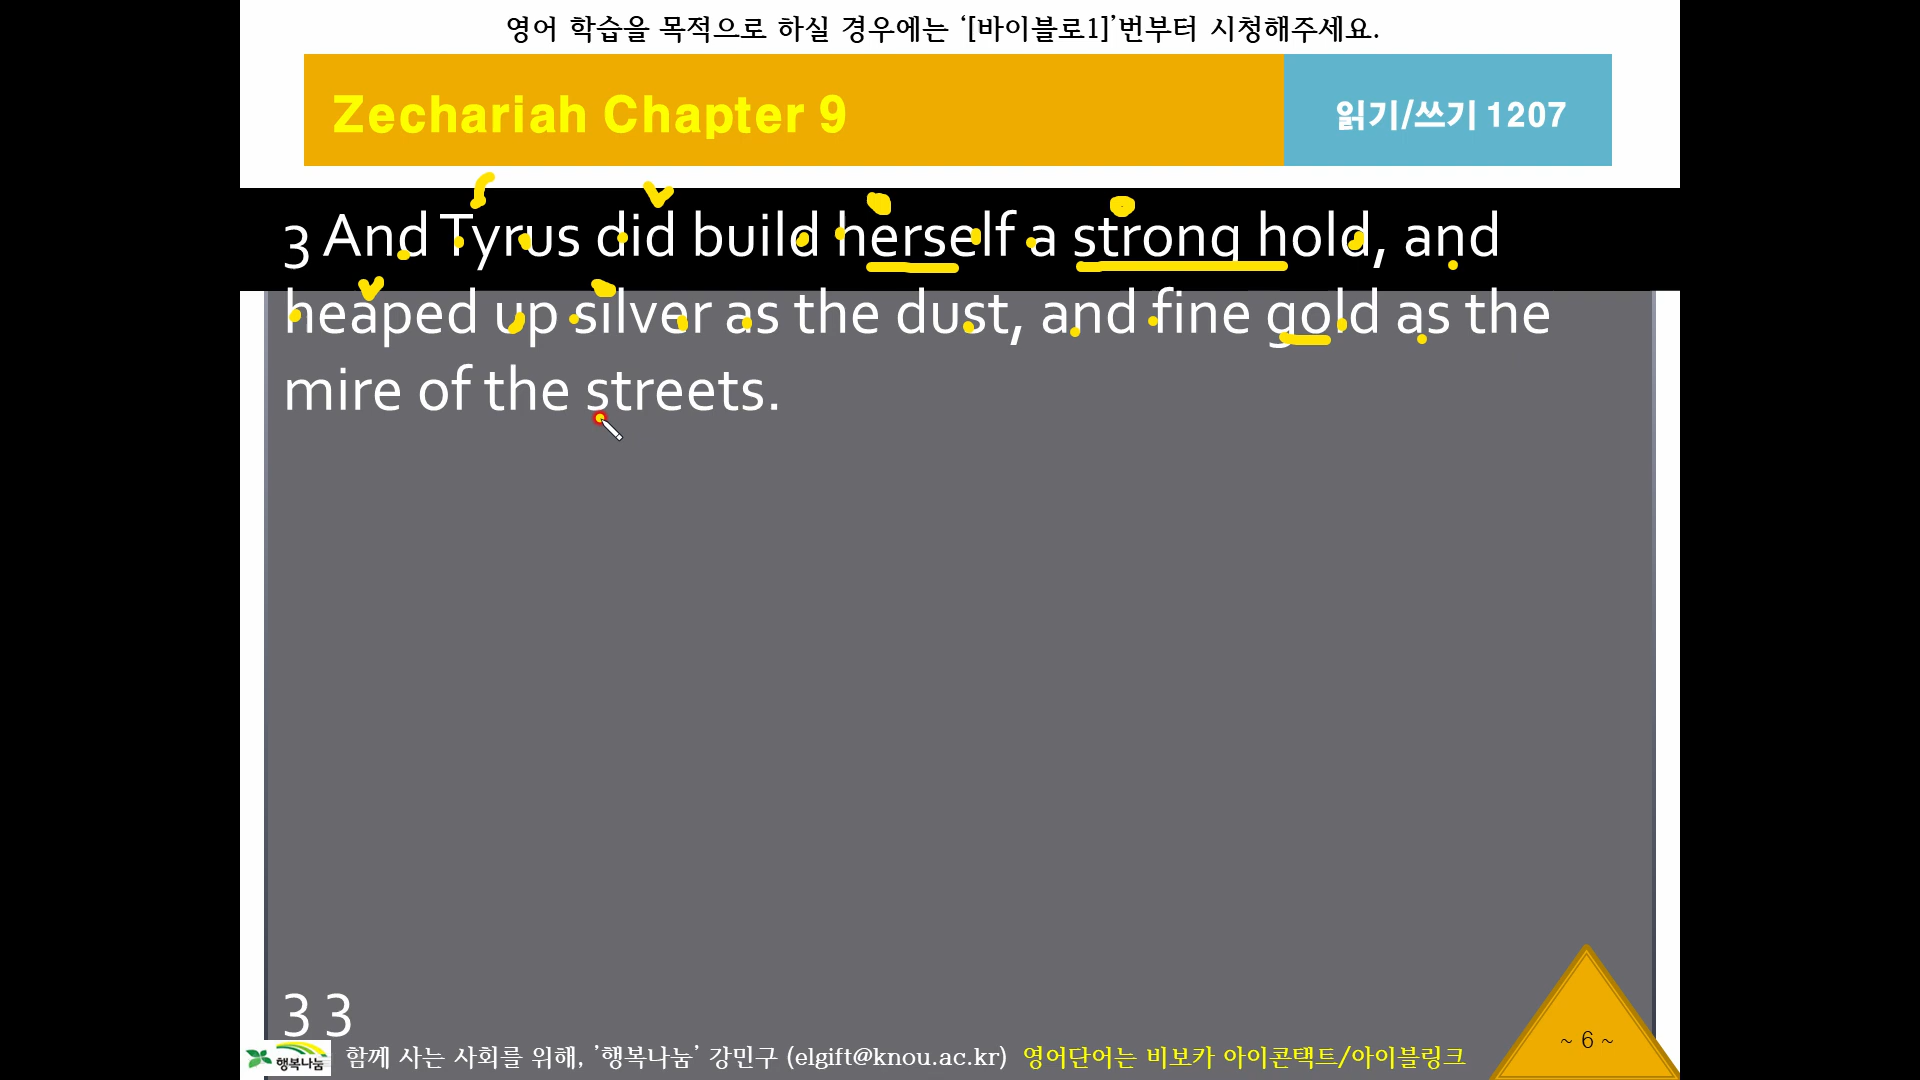 영어 학습을 목적으로 하실 경우에는 ‘[바이블로1]’번부터 시청해주세요.
Zechariah Chapter 9
읽기/쓰기 1207
3 And Tyrus did build herself a strong hold, and
heaped up silver as the dust, and fine gold as the
mire of the streets.
3 3
~ 6 ~
행복나눔
함께 사는 사회를 위해, ’행복나눔’ 강민구 (elgift@knou.ac.kr) 영어단어는 비보카 아이콘택트/아이블링크